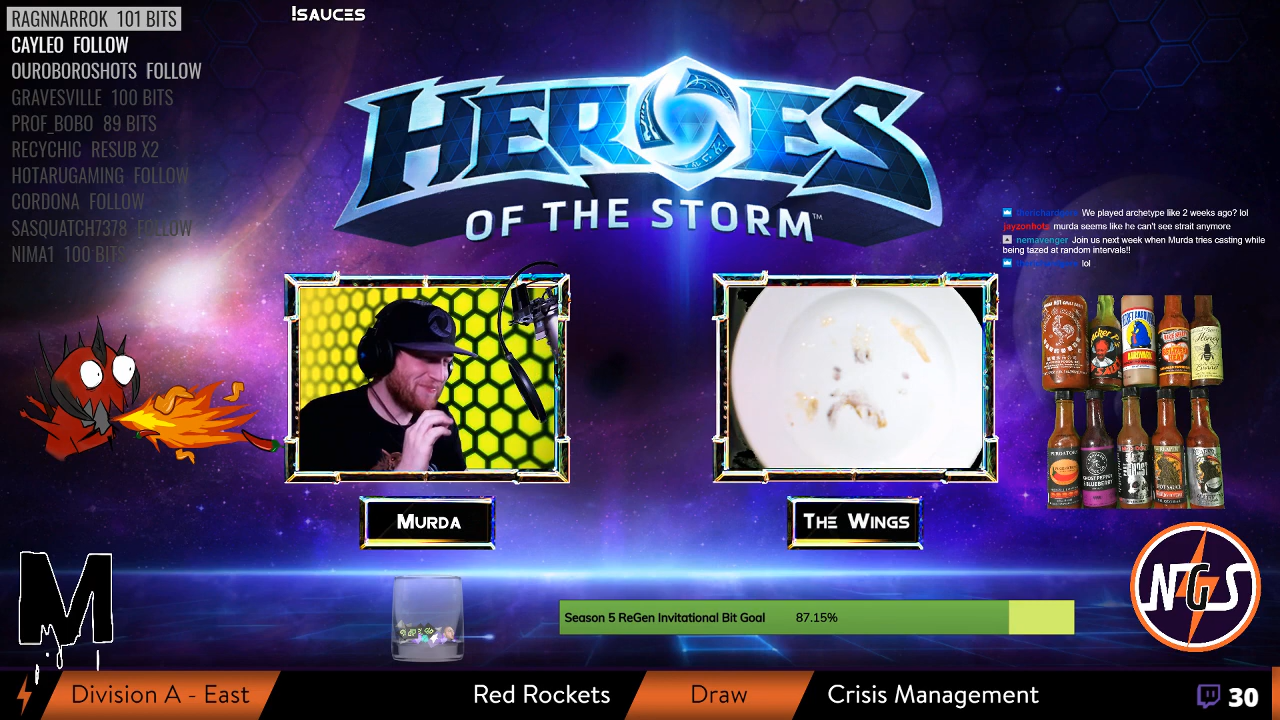 RAGNNARROK 101 BITS
CAYLEO FOLLOW
OUROBOROSHOTS FOLLOW
GRAVESVILLE 100 BITS
PROF_BOBO 89 BITS
RECYCHIC RESUB X2
HOTARUGAMING FOLLOW
CORDONA FOLLOW
SASQUATCH7378 FOLLOW
NIMA1 100 BITS
!SAUCES
HEROES
OF THE STORM™
We played archetype like 2 weeks ago? lol
jayzonhots murda seems like he can't see strait anymore
nemavenger Join us next week when Murda tries casting while
being tazed at random intervals!!
lol
MURDA
THE WINGS
M
Season 5 ReGen Invitational Bit Goal 87.15%
NGS
Division A - East
Red Rockets
Draw
Crisis Management
30